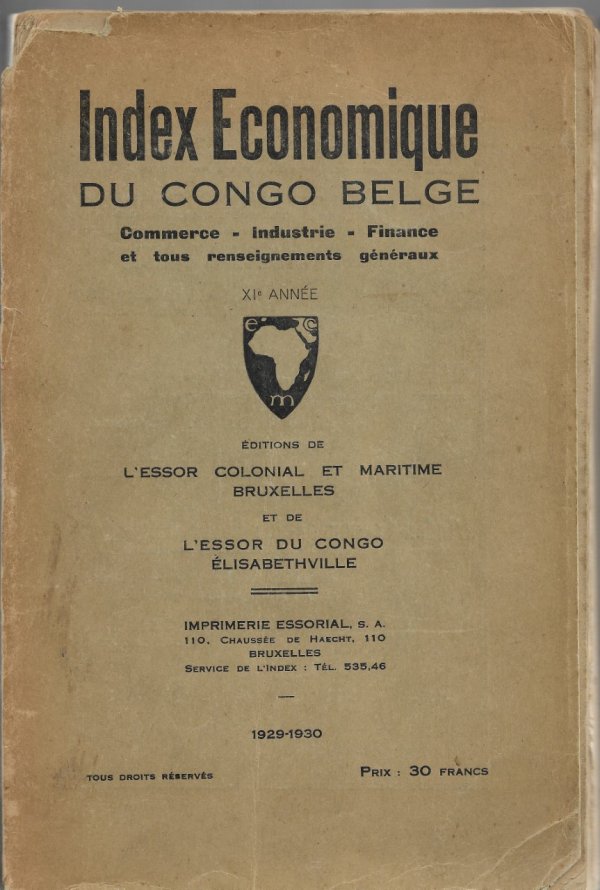 Index Economique
DU CONGO BELGE
Commerce - Industrie - Finance
et tous renseignements généraux
XIe ANNÉE
e c
m
ÉDITIONS DE
L'ESSOR COLONIAL ET MARITIME
BRUXELLES
ET DE
L'ESSOR DU CONGO
ÉLISABETHVILLE
IMPRIMERIE ESSORIAL, S. A.
110, CHAUSSÉE DE HAECHT, 110
BRUXELLES
SERVICE DE L'INDEX : TÉL. 535,46
1929-1930
TOUS DROITS RÉSERVÉS
PRIX : 30 FRANCS